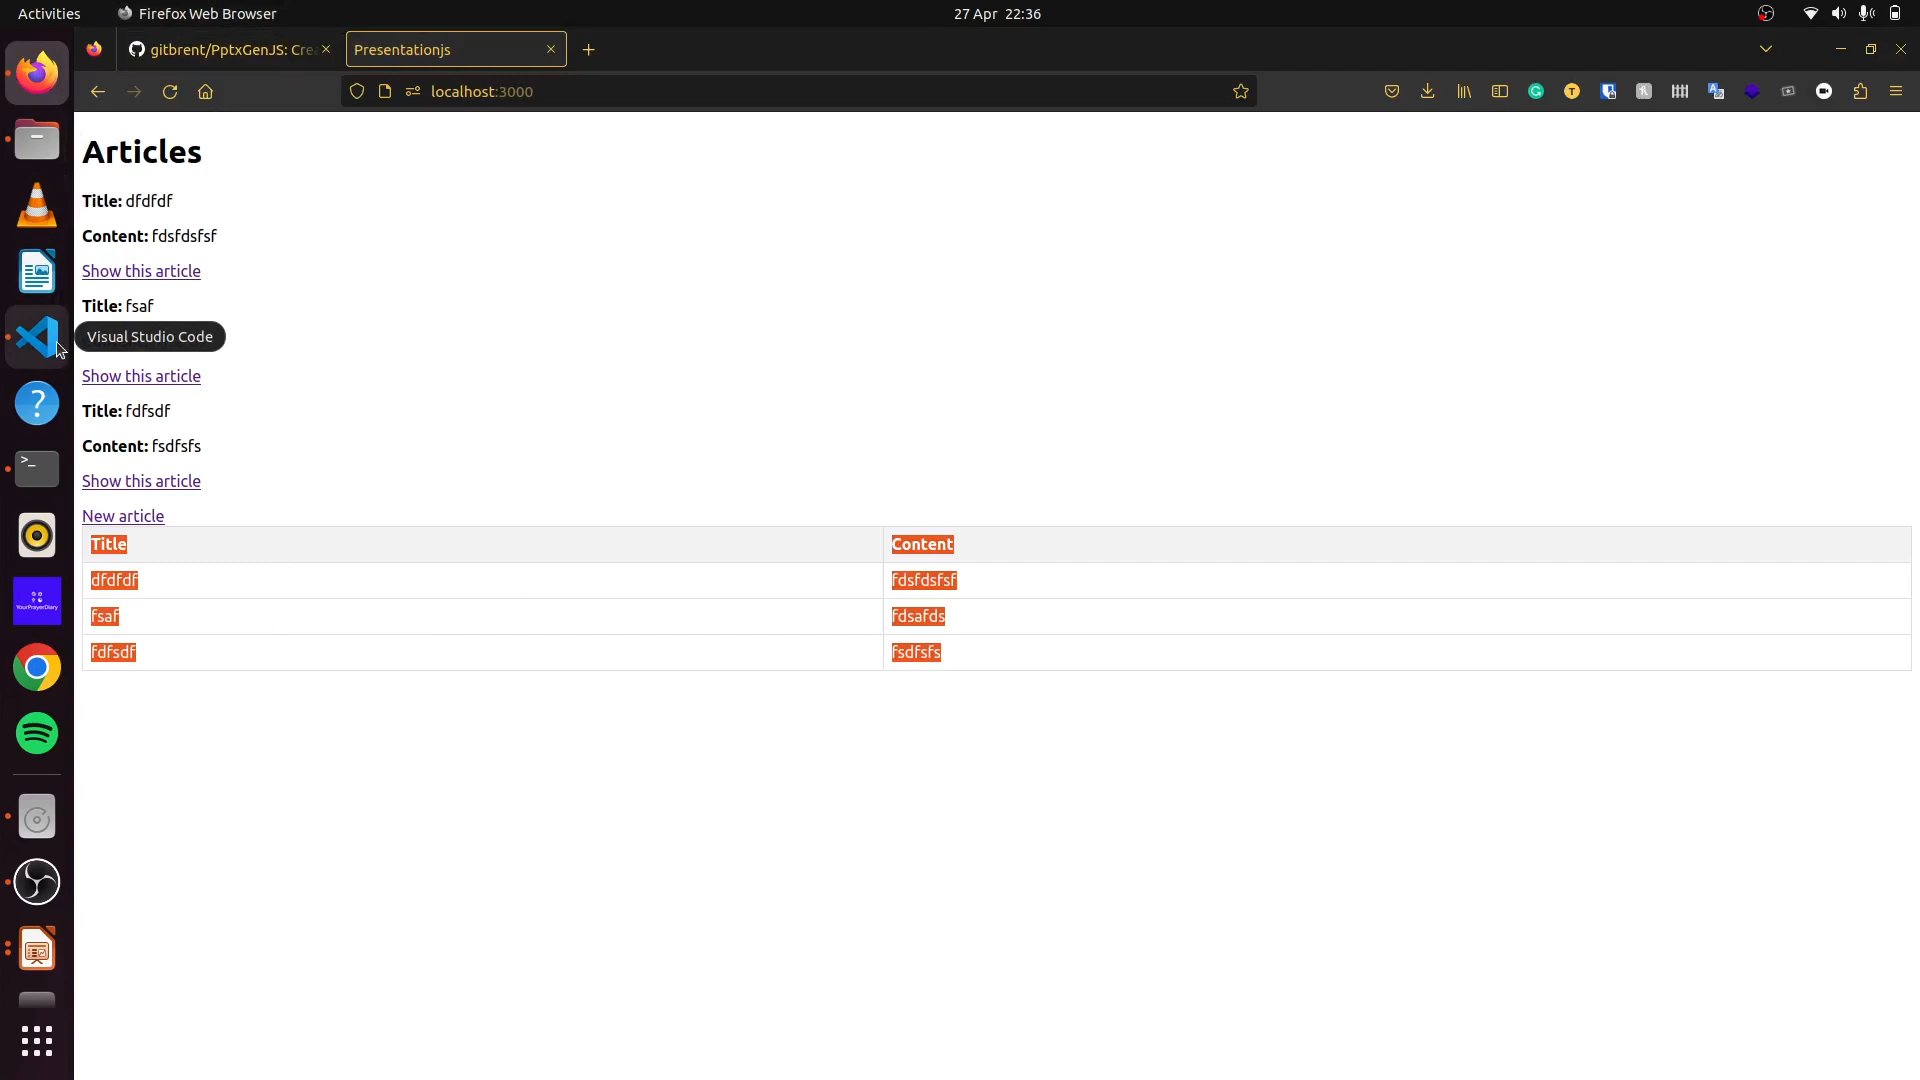 Activities
Firefox Web Browser
27 Apr 22:36
gitbrent/PptxGenJS: Cre
Presentationjs
localhost:3000
Articles
Title: dfdfdf
Content: fdsfdsfsf
Show this article
Title: fsaf
Visual Studio Code
Show this article
Title: fdfsdf
Content: fsdfsfs
Show this article
New article
Title Content
dfdfdf fdsfdsfsf
fsaf fdsafds
fdfsdf fsdfsfs
YourPrayerDiary